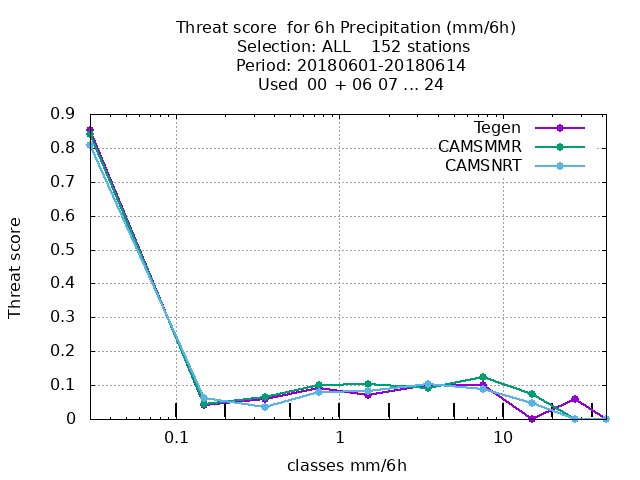 Threat score  for 6h Precipitation (mm/6h)
Selection: ALL    152 stations
Period: 20180601-20180614
Used  00 + 06 07 ... 24
Tegen
CAMSMMR
CAMSNRT
0.9
0.8
0.7
0.6
0.5
0.4
0.3
0.2
0.1
0
Threat score
0.1 1 10
classes mm/6h